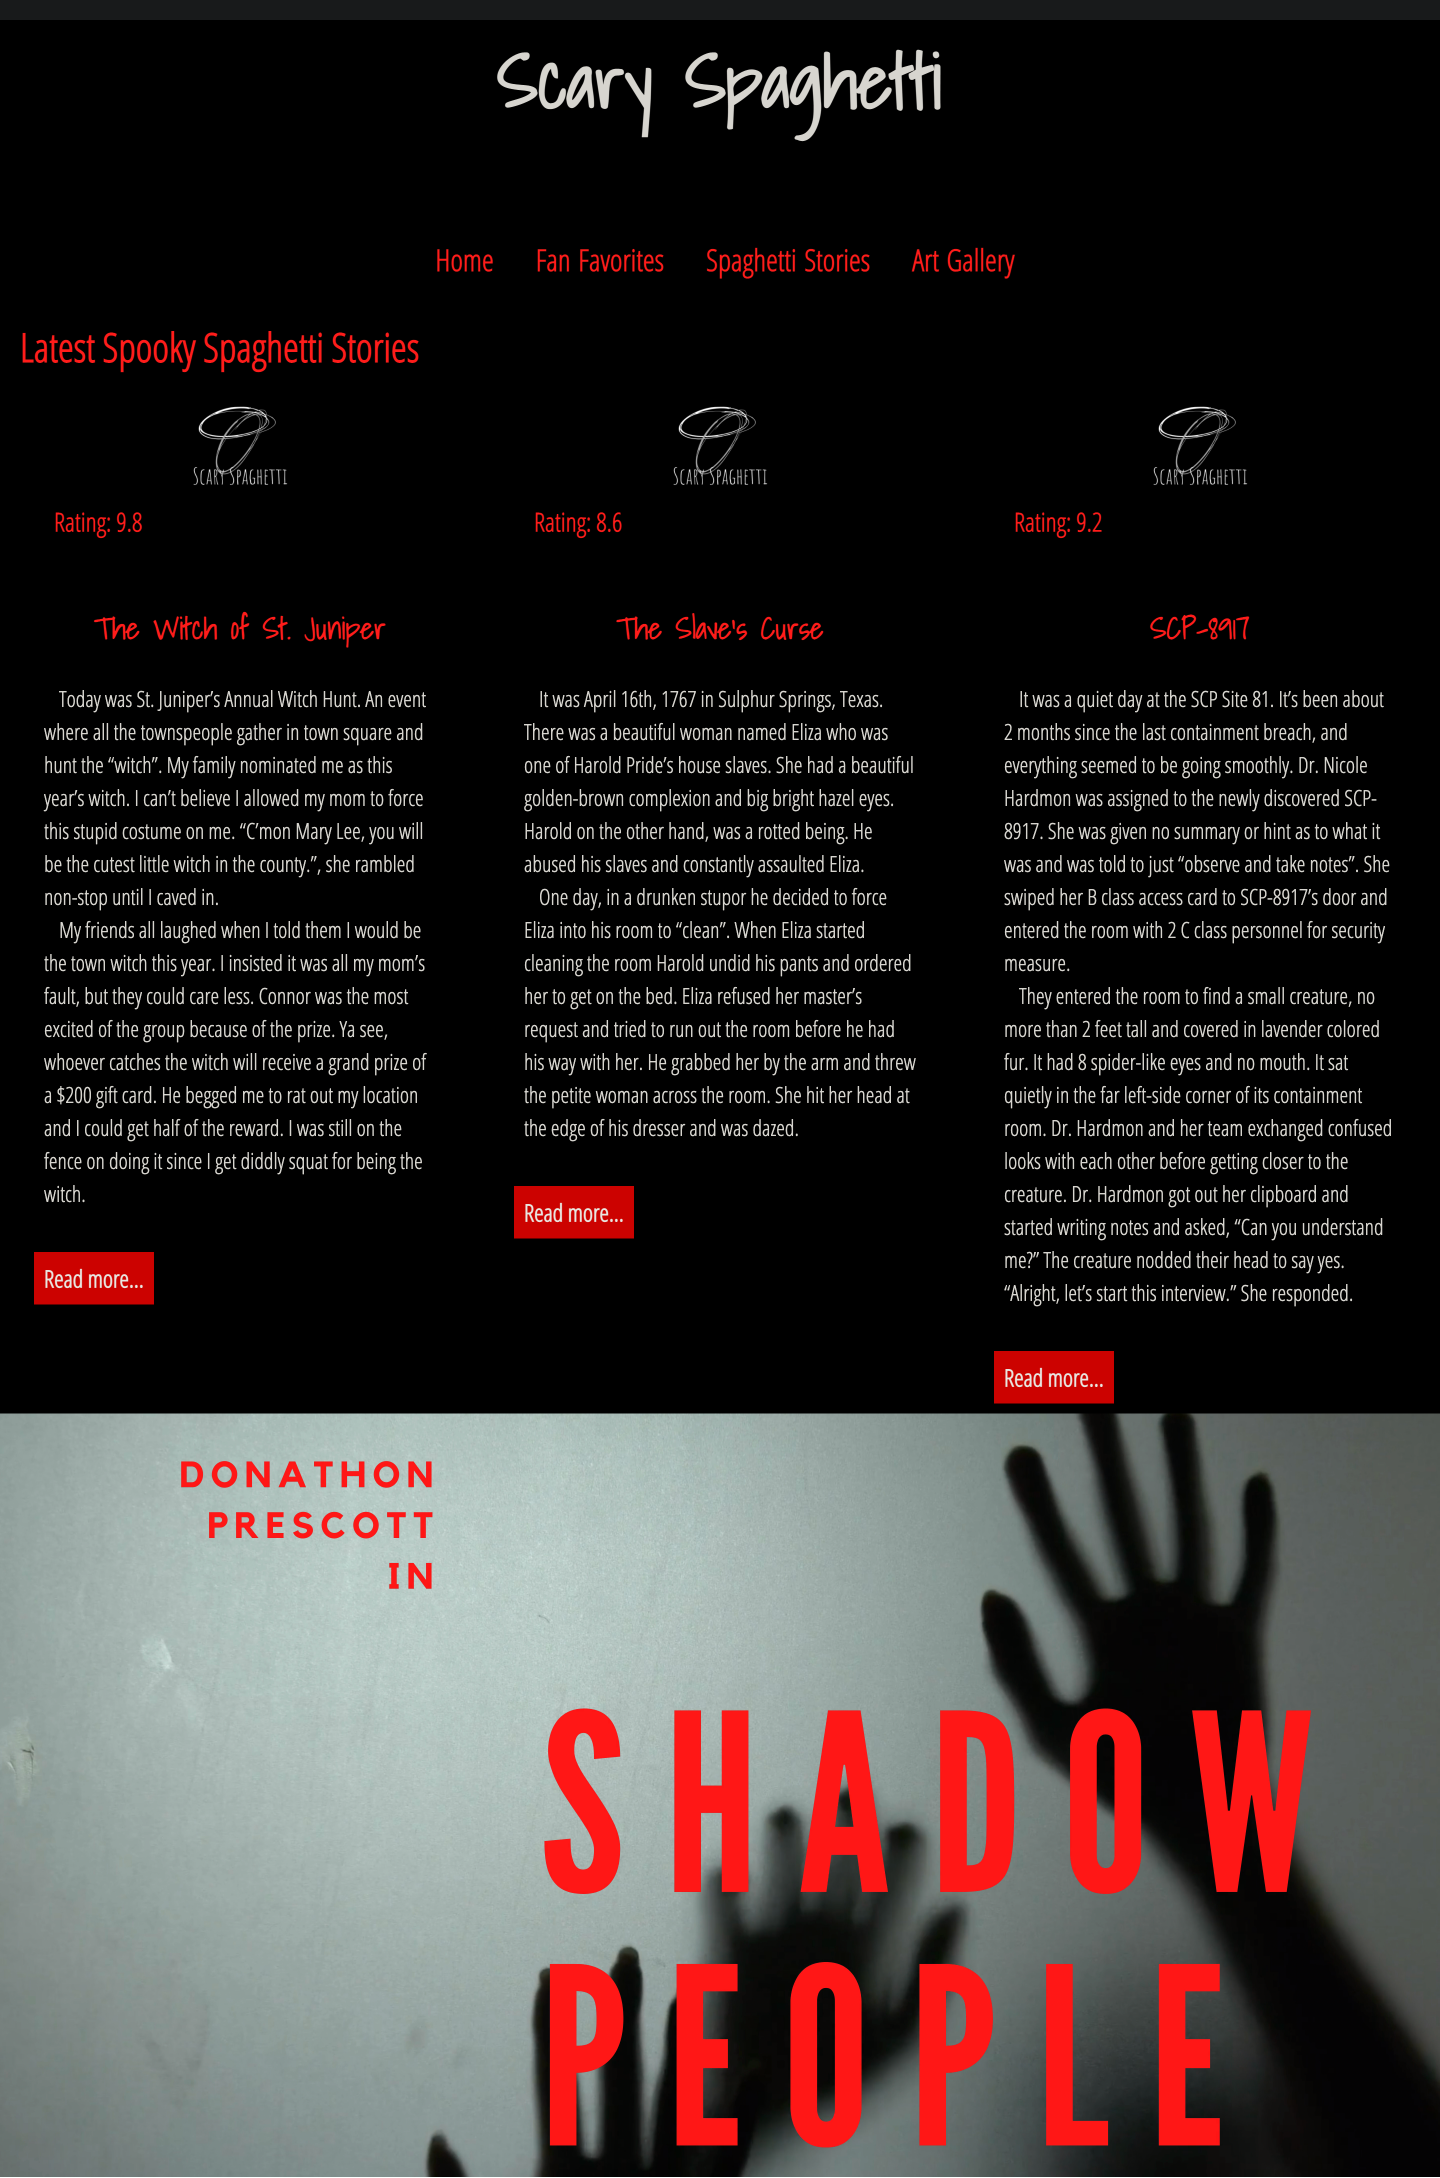 Scary Spaghetti
Home Fan Favorites Spaghetti Stories Art Gallery
Latest Spooky Spaghetti Stories
Scary Spaghetti
Rating: 9.8
The Witch of St. Juniper
Today was St. Juniper’s Annual Witch Hunt. An event
where all the townspeople gather in town square and
hunt the “witch”. My family nominated me as this
year’s witch. I can’t believe I allowed my mom to force
this stupid costume on me. “C’mon Mary Lee, you will
be the cutest little witch in the county.”, she rambled
non-stop until I caved in.
My friends all laughed when I told them I would be
the town witch this year. I insisted it was all my mom’s
fault, but they could care less. Connor was the most
excited of the group because of the prize. Ya see,
whoever catches the witch will receive a grand prize of
a $200 gift card. He begged me to rat out my location
and I could get half of the reward. I was still on the
fence on doing it since I get diddly squat for being the
witch.
Read more...
Scary Spaghetti
Rating: 8.6
The Slave's Curse
It was April 16th, 1767 in Sulphur Springs, Texas.
There was a beautiful woman named Eliza who was
one of Harold Pride’s house slaves. She had a beautiful
golden-brown complexion and big bright hazel eyes.
Harold on the other hand, was a rotted being. He
abused his slaves and constantly assaulted Eliza.
One day, in a drunken stupor he decided to force
Eliza into his room to “clean”. When Eliza started
cleaning the room Harold undid his pants and ordered
her to get on the bed. Eliza refused her master’s
request and tried to run out the room before he had
his way with her. He grabbed her by the arm and threw
the petite woman across the room. She hit her head at
the edge of his dresser and was dazed.
Read more...
Scary Spaghetti
Rating: 9.2
SCP-8917
It was a quiet day at the SCP Site 81. It’s been about
2 months since the last containment breach, and
everything seemed to be going smoothly. Dr. Nicole
Hardmon was assigned to the newly discovered SCP-
8917. She was given no summary or hint as to what it
was and was told to just “observe and take notes”. She
swiped her B class access card to SCP-8917’s door and
entered the room with 2 C class personnel for security
measure.
They entered the room to find a small creature, no
more than 2 feet tall and covered in lavender colored
fur. It had 8 spider-like eyes and no mouth. It sat
quietly in the far left-side corner of its containment
room. Dr. Hardmon and her team exchanged confused
looks with each other before getting closer to the
creature. Dr. Hardmon got out her clipboard and
started writing notes and asked, “Can you understand
me?” The creature nodded their head to say yes.
“Alright, let’s start this interview.” She responded.
Read more...
DONATHON
PRESCOTT
IN
SHADOW
PEOPLE